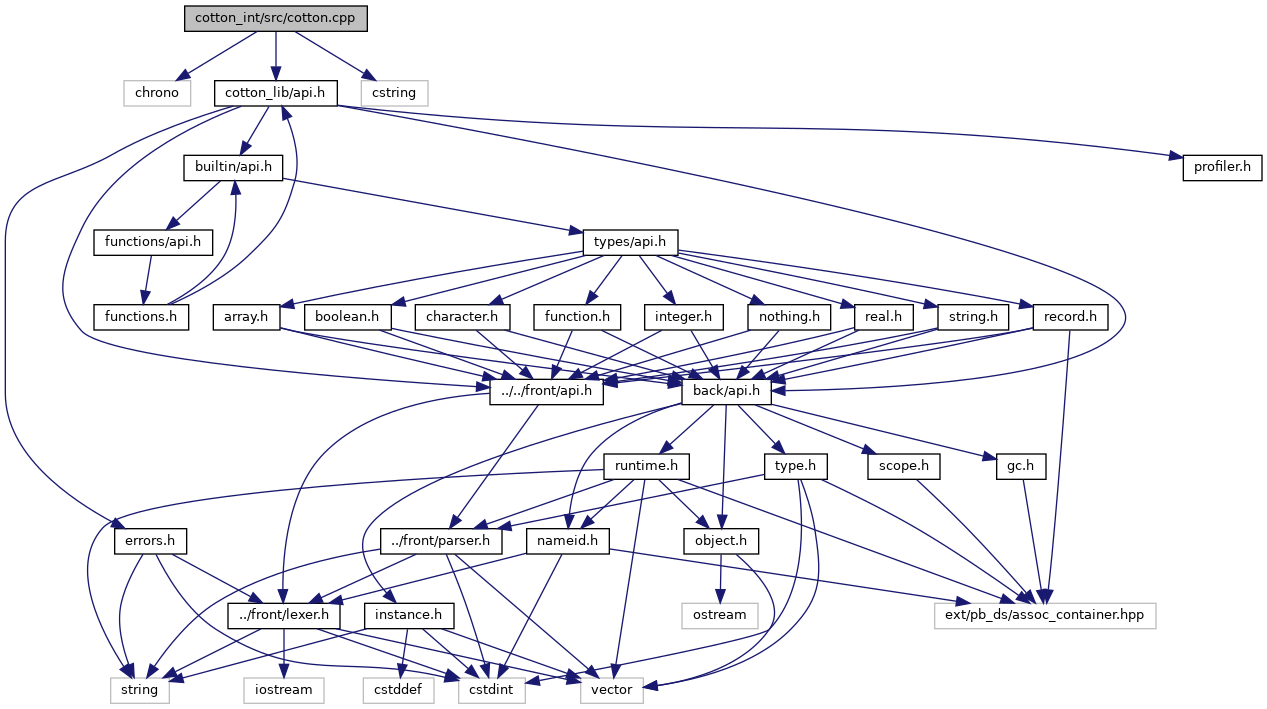 cotton_int/src/cotton.cpp
chrono
cotton_lib/api.h
cstring
builtin/api.h
profiler.h
functions/api.h
types/api.h
functions.h
array.h
boolean.h
character.h
function.h
integer.h
nothing.h
real.h
string.h
record.h
../../front/api.h
back/api.h
runtime.h
type.h
scope.h
gc.h
errors.h
../front/parser.h
nameid.h
object.h
../front/lexer.h
instance.h
ostream
ext/pb_ds/assoc_container.hpp
string
iostream
cstddef
cstdint
vector